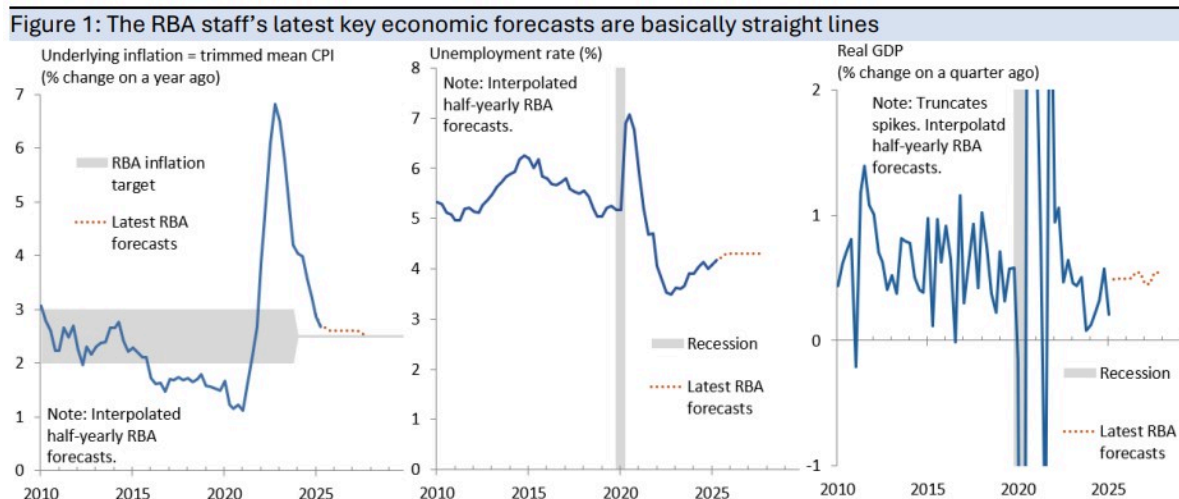 Figure 1: The RBA staff's latest key economic forecasts are basically straight lines
Underlying inflation = trimmed mean CPI
(% change on a year ago)
7
6
5
4
3
2
1
0
RBA inflation
target
Latest RBA
forecasts
Note: Interpolated
half-yearly RBA
forecasts.
2010
2015
2020
2025
Unemployment rate (%)
Note: Interpolated
half-yearly RBA
forecasts.
8
7
6
5
4
3
2
1
0
Recession
Latest RBA
forecasts
2010
2015
2020
2025
Real GDP
(% change on a quarter ago)
Note: Truncates
spikes. Interpolatd
half-yearly RBA
forecasts.
2
1
0
-1
Recession
Latest RBA
forecasts
2010
2015
2020
2025